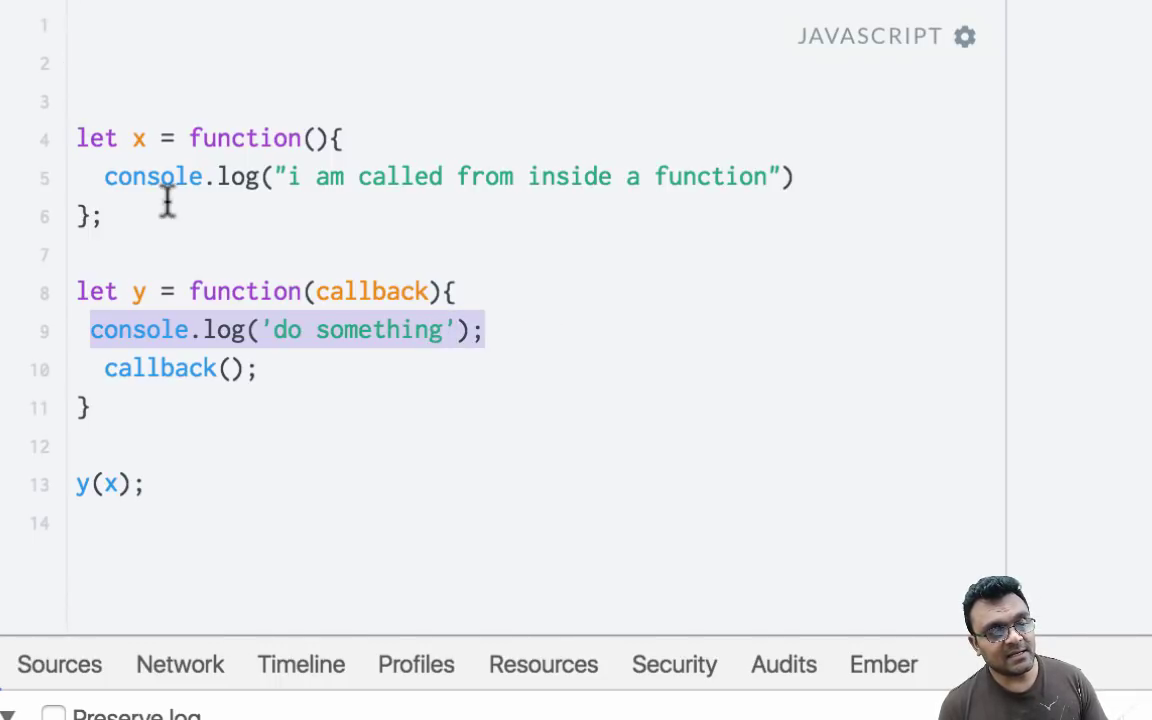 JAVASCRIPT
1
2
3
4 let x = function(){
5 console.log("i am called from inside a function")
6 };
7
8 let y = function(callback){
9 console.log('do something');
10 callback();
11 }
12
13 y(x);
14
Sources Network Timeline Profiles Resources Security Audits Ember
Preserve log